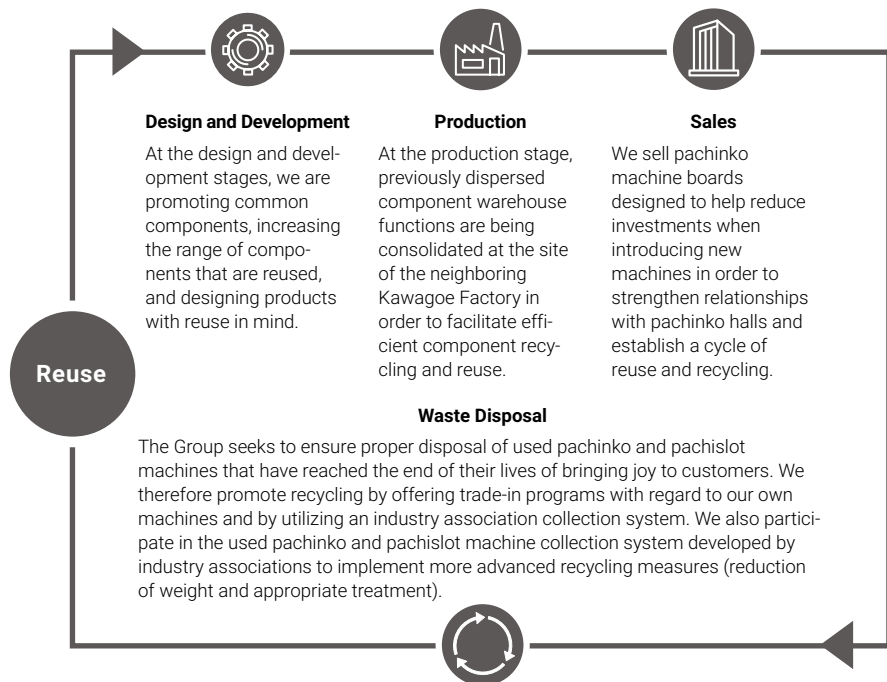 Design and Development
At the design and devel-
opment stages, we are
promoting common
components, increasing
the range of compo-
nents that are reused,
and designing products
with reuse in mind.
Production
At the production stage,
previously dispersed
component warehouse
functions are being
consolidated at the site
of the neighboring
Kawagoe Factory in
order to facilitate effi-
cient component recy-
cling and reuse.
Sales
We sell pachinko
machine boards
designed to help reduce
investments when
introducing new
machines in order to
strengthen relationships
with pachinko halls and
establish a cycle of
reuse and recycling.
Reuse
Waste Disposal
The Group seeks to ensure proper disposal of used pachinko and pachislot
machines that have reached the end of their lives of bringing joy to customers. We
therefore promote recycling by offering trade-in programs with regard to our own
machines and by utilizing an industry association collection system. We also partici-
pate in the used pachinko and pachislot machine collection system developed by
industry associations to implement more advanced recycling measures (reduction
of weight and appropriate treatment).